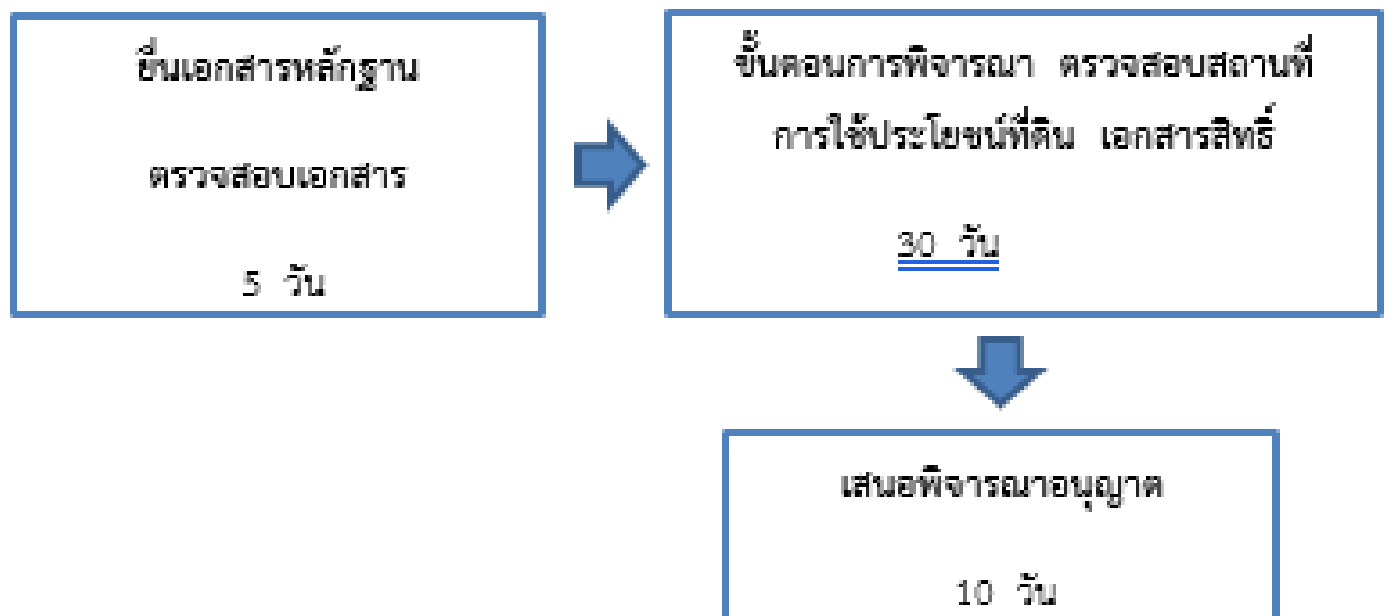 ยื่นเอกสารหลักฐาน
ตรวจสอบเอกสาร
5 วัน
ขั้นตอนการพิจารณา ตรวจสอบสถานที่
การใช้ประโยชน์ที่ดิน เอกสารสิทธิ์
30 วัน
เสนอพิจารณาอนุญาต
10 วัน